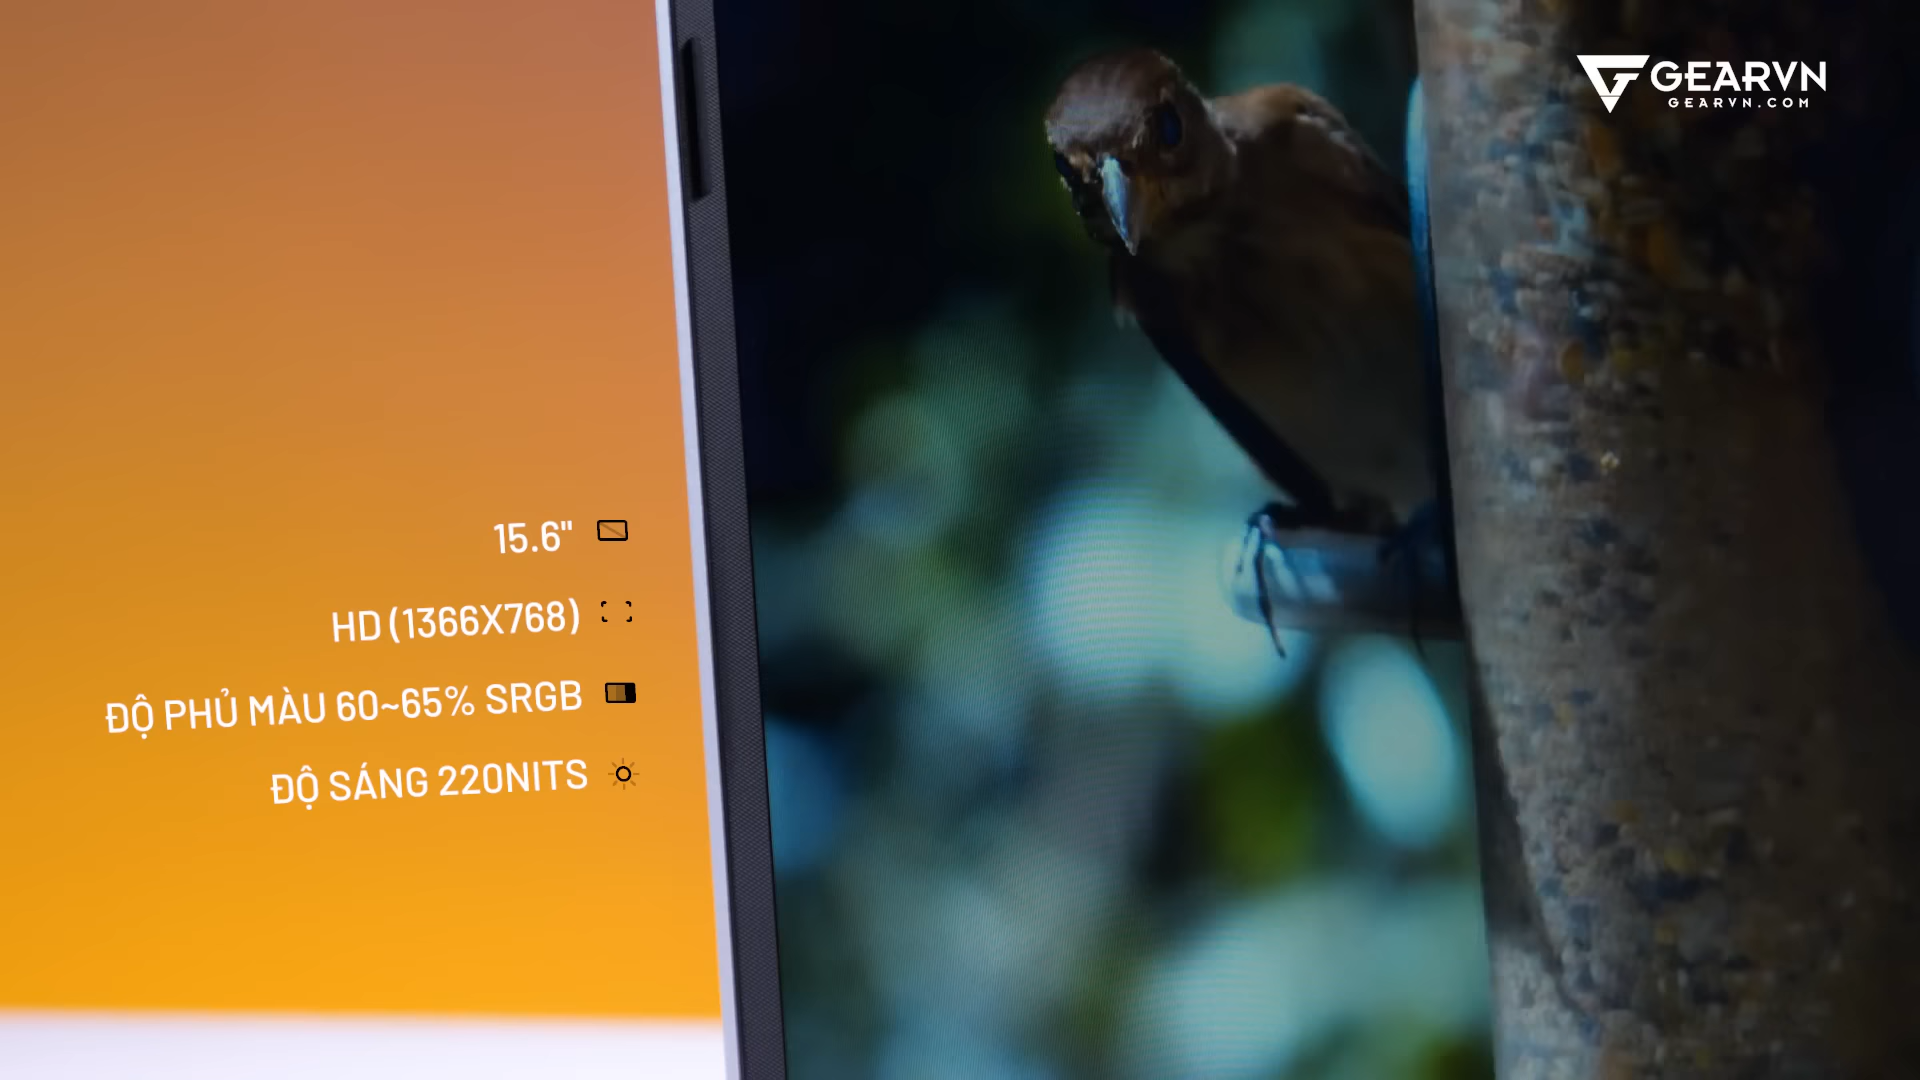 GEARVN
GEARVN.COM
15.6"
HD (1366X768)
ĐỘ PHỦ MÀU 60~65% SRGB
ĐỘ SÁNG 220NITS